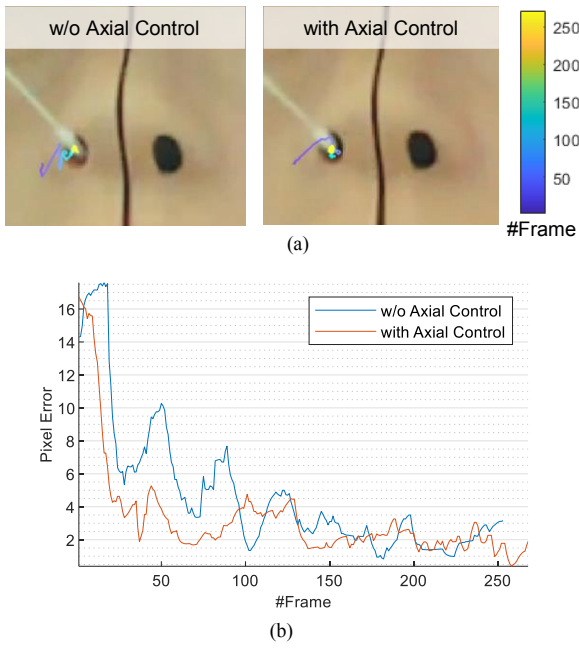 w/o Axial Control
with Axial Control
250
200
150
100
50
#Frame
(a)
16
14
12
10
8
6
4
2
Pixel Error
w/o Axial Control
with Axial Control
50
100
150
200
250
#Frame
(b)